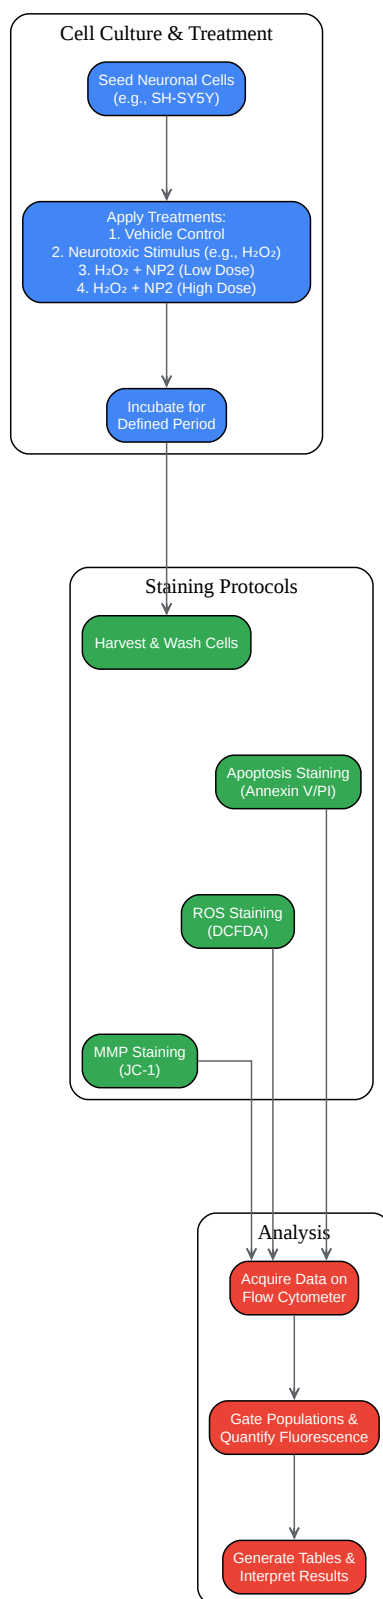 Cell Culture & Treatment
Seed Neuronal Cells
(e.g., SH-SY5Y)
Apply Treatments:
1. Vehicle Control
2. Neurotoxic Stimulus (e.g., H₂O₂)
3. H₂O₂ + NP2 (Low Dose)
4. H₂O₂ + NP2 (High Dose)
Incubate for
Defined Period
Staining Protocols
Harvest & Wash Cells
Apoptosis Staining
(Annexin V/PI)
ROS Staining
(DCFDA)
MMP Staining
(JC-1)
Analysis
Acquire Data on
Flow Cytometer
Gate Populations &
Quantify Fluorescence
Generate Tables &
Interpret Results